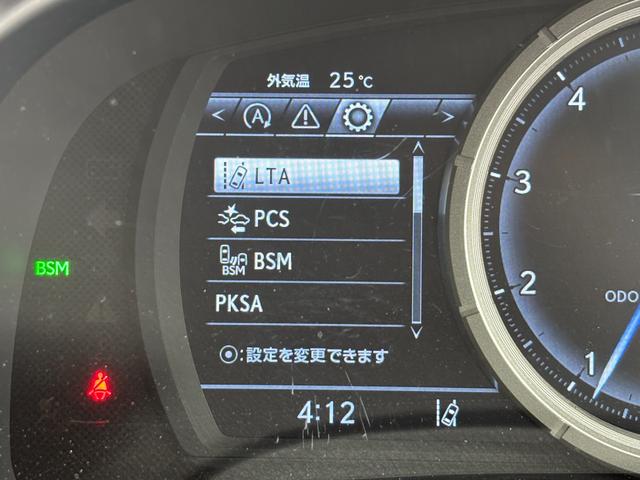 外気温 25℃
< A >
LTA
PCS
BSM BSM
PKSA
:設定を変更できます
4:12
BSM
4
3
2
1
ODO